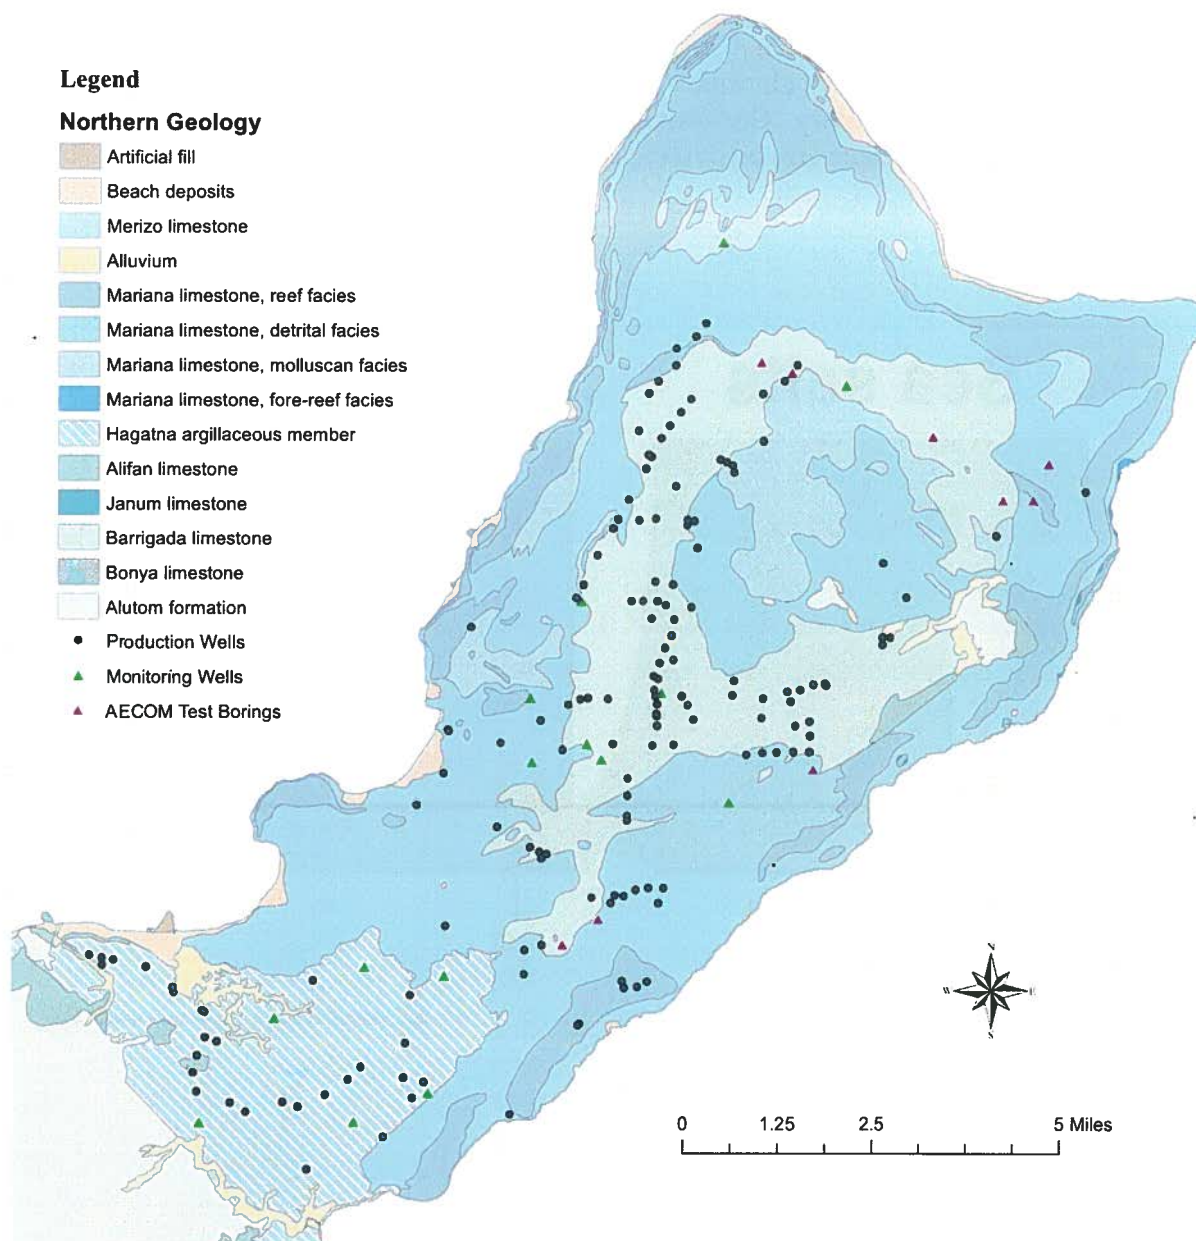 Legend
Northern Geology
Artificial fill
Beach deposits
Merizo limestone
Alluvium
Mariana limestone, reef facies
Mariana limestone, detrital facies
Mariana limestone, molluscan facies
Mariana limestone, fore-reef facies
Hagatna argillaceous member
Alifan limestone
Janum limestone
Barrigada limestone
Bonya limestone
Alutom formation
Production Wells
Monitoring Wells
AECOM Test Borings
N
W E
S
0 1.25 2.5 5 Miles